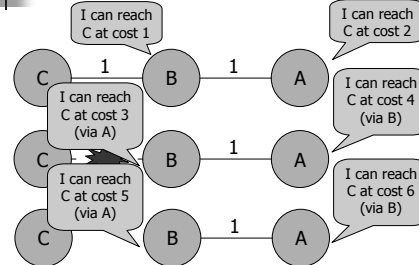 I can reach
C at cost 1
I can reach
C at cost 2
C
1
B
1
A
I can reach
C at cost 3
(via A)
I can reach
C at cost 4
(via B)
C
B
1
A
I can reach
C at cost 5
(via A)
I can reach
C at cost 6
(via B)
C
B
1
A